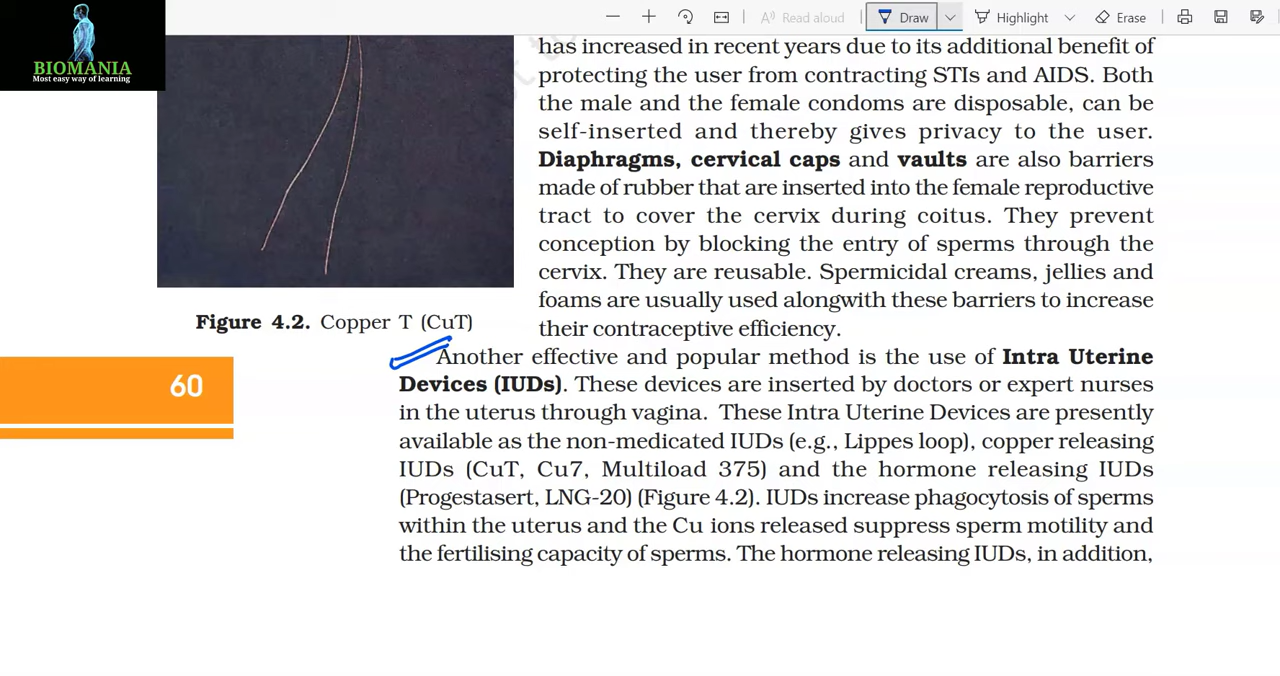 BIOMANIA
Most easy way of learning
Read aloud
Draw
Highlight
Erase
has increased in recent years due to its additional benefit of
protecting the user from contracting STIs and AIDS. Both
the male and the female condoms are disposable, can be
self-inserted and thereby gives privacy to the user.
Diaphragms, cervical caps and vaults are also barriers
made of rubber that are inserted into the female reproductive
tract to cover the cervix during coitus. They prevent
conception by blocking the entry of sperms through the
cervix. They are reusable. Spermicidal creams, jellies and
foams are usually used alongwith these barriers to increase
their contraceptive efficiency.
Figure 4.2. Copper T (CuT)
60
Another effective and popular method is the use of Intra Uterine
Devices (IUDs). These devices are inserted by doctors or expert nurses
in the uterus through vagina. These Intra Uterine Devices are presently
available as the non-medicated IUDs (e.g., Lippes loop), copper releasing
IUDs (CuT, Cu7, Multiload 375) and the hormone releasing IUDs
(Progestasert, LNG-20) (Figure 4.2). IUDs increase phagocytosis of sperms
within the uterus and the Cu ions released suppress sperm motility and
the fertilising capacity of sperms. The hormone releasing IUDs, in addition,